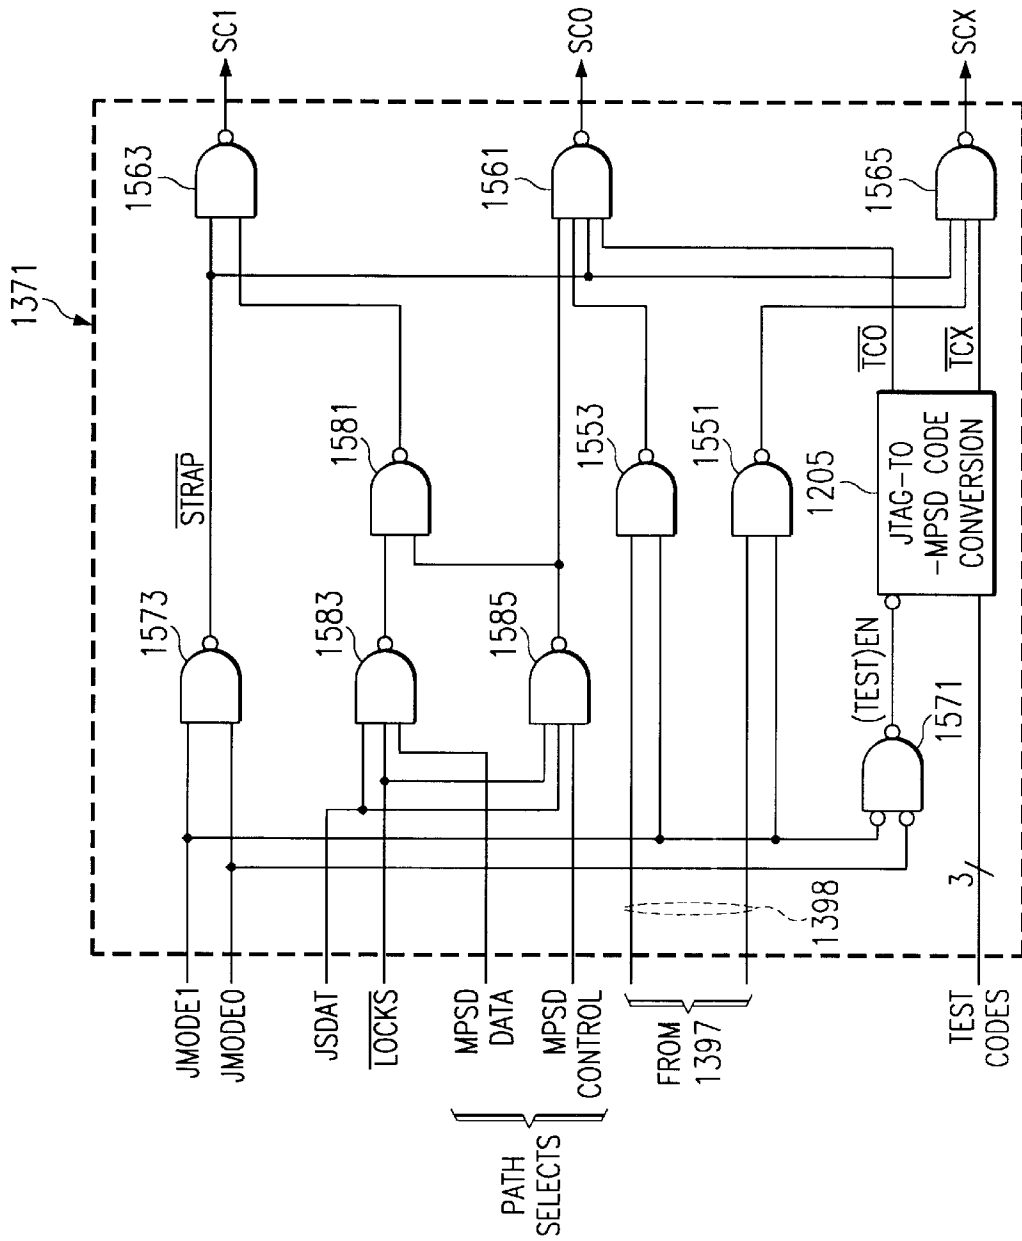 1371
JMODE1
JMODE0
JSDAT
LOCKS
MPSD
DATA
MPSD
CONTROL
PATH
SELECTS
FROM
1397
TEST
CODES
1573
STRAP
1563
SC1
1583
1581
1585
1561
SC0
1553
1551
1398
3
1571
(TEST)EN
1205
JTAG-TO
-MPSD CODE
CONVERSION
TCO
TCX
1565
SCX